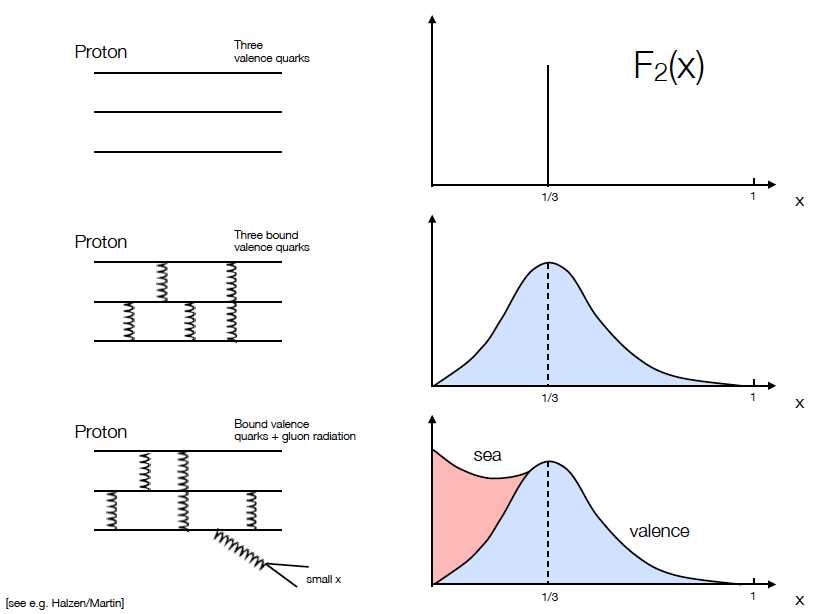 Proton
Three
valence quarks
F₂(x)
1/3
1
x
Proton
Three bound
valence quarks
1/3
1
x
Proton
Bound valence
quarks + gluon radiation
sea
valence
small x
1/3
1
x
[see e.g. Halzen/Martin]